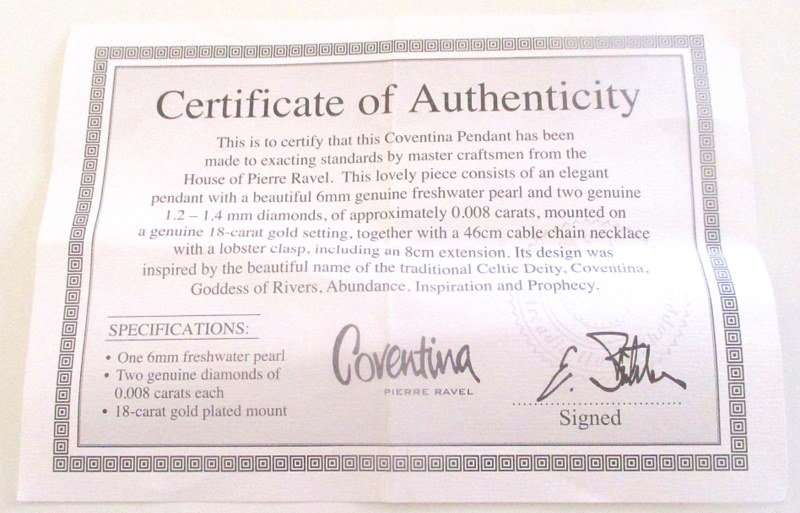 Certificate of Authenticity
This is to certify that this Coventina Pendant has been
made to exacting standards by master craftsmen from the
House of Pierre Ravel. This lovely piece consists of an elegant
pendant with a beautiful 6mm genuine freshwater pearl and two genuine
1.2 – 1.4 mm diamonds, of approximately 0.008 carats, mounted on
a genuine 18-carat gold setting, together with a 46cm cable chain necklace
with a lobster clasp, including an 8cm extension. Its design was
inspired by the beautiful name of the traditional Celtic Deity, Coventina,
Goddess of Rivers, Abundance, Inspiration and Prophecy.
SPECIFICATIONS:
• One 6mm freshwater pearl
• Two genuine diamonds of
0.008 carats each
• 18-carat gold plated mount
Coventina
PIERRE RAVEL
Signed